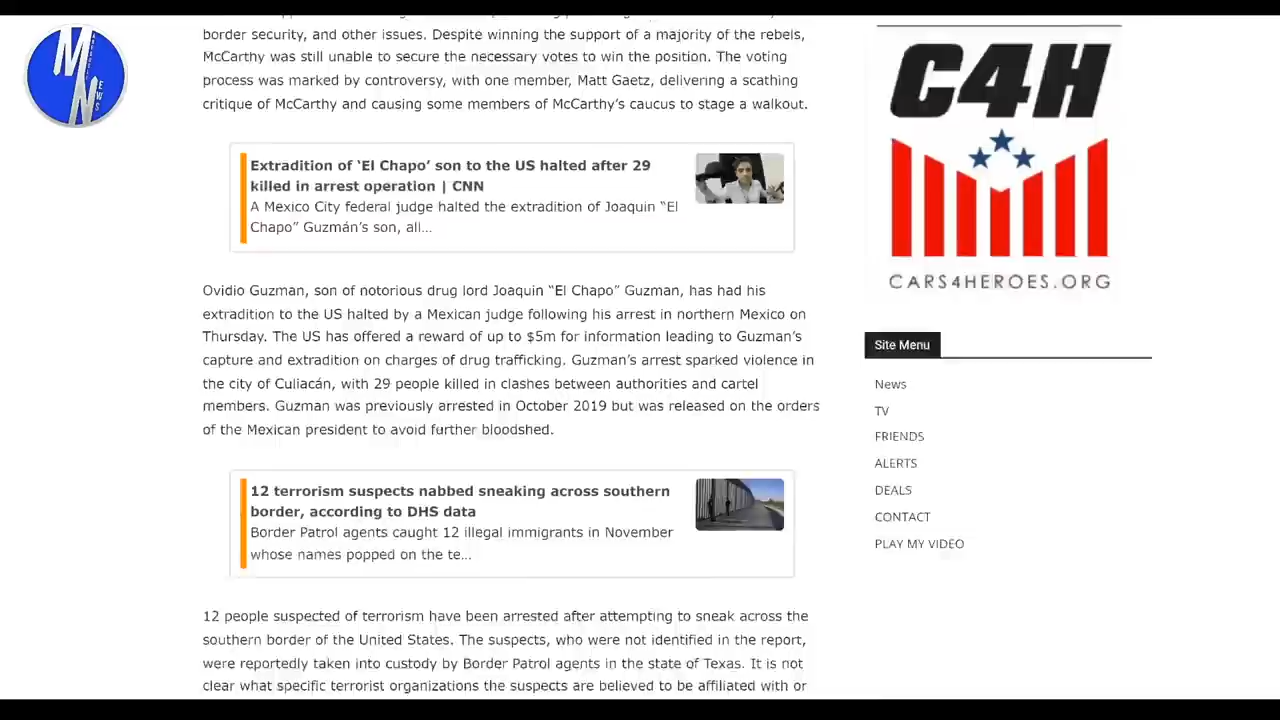 border security, and other issues. Despite winning the support of a majority of the rebels,
McCarthy was still unable to secure the necessary votes to win the position. The voting
process was marked by controversy, with one member, Matt Gaetz, delivering a scathing
critique of McCarthy and causing some members of McCarthy's caucus to stage a walkout.
Extradition of 'El Chapo' son to the US halted after 29
killed in arrest operation | CNN
A Mexico City federal judge halted the extradition of Joaquin "El
Chapo" Guzmán's son, all...
Ovidio Guzman, son of notorious drug lord Joaquin "El Chapo" Guzman, has had his
extradition to the US halted by a Mexican judge following his arrest in northern Mexico on
Thursday. The US has offered a reward of up to $5m for information leading to Guzman's
capture and extradition on charges of drug trafficking. Guzman's arrest sparked violence in
the city of Culiacán, with 29 people killed in clashes between authorities and cartel
members. Guzman was previously arrested in October 2019 but was released on the orders
of the Mexican president to avoid further bloodshed.
12 terrorism suspects nabbed sneaking across southern
border, according to DHS data
Border Patrol agents caught 12 illegal immigrants in November
whose names popped on the te...
12 people suspected of terrorism have been arrested after attempting to sneak across the
southern border of the United States. The suspects, who were not identified in the report,
were reportedly taken into custody by Border Patrol agents in the state of Texas. It is not
clear what specific terrorist organizations the suspects are believed to be affiliated with or
C4H
CARS4HEROES.ORG
Site Menu
News
TV
FRIENDS
ALERTS
DEALS
CONTACT
PLAY MY VIDEO